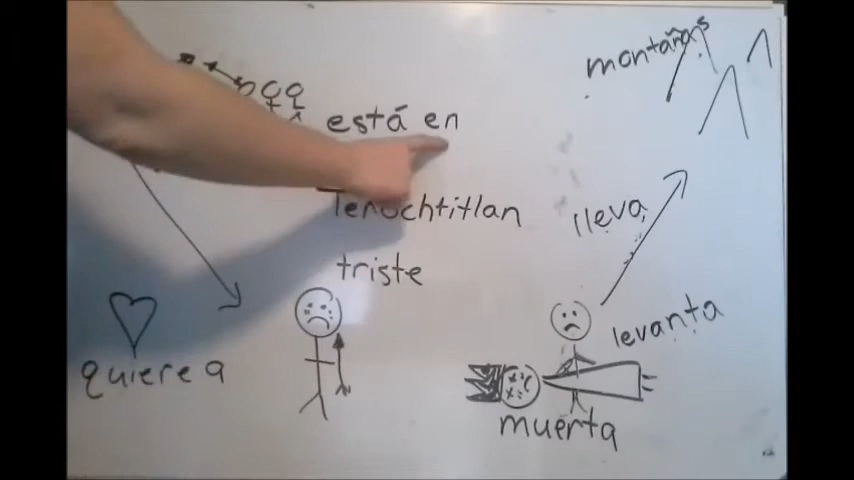 montañas
está en
Tenochtitlan
lleva
triste
levanta
quiere a
muerta